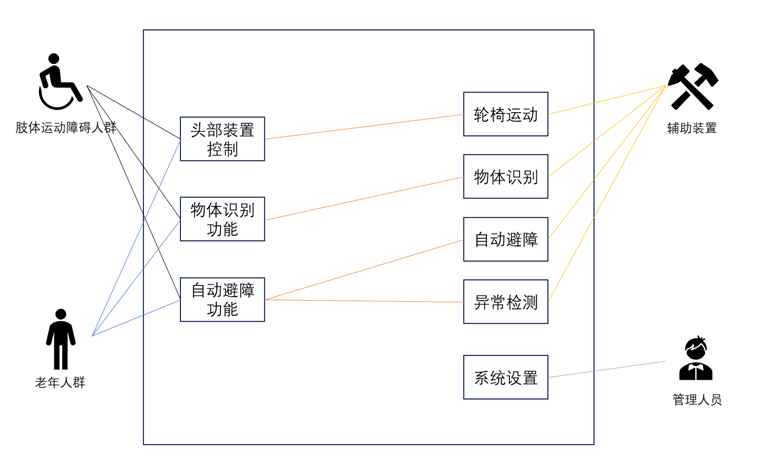 肢体运动障碍人群
老年人群
头部装置
控制
物体识别
功能
自动避障
功能
轮椅运动
物体识别
自动避障
异常检测
系统设置
辅助装置
管理人员